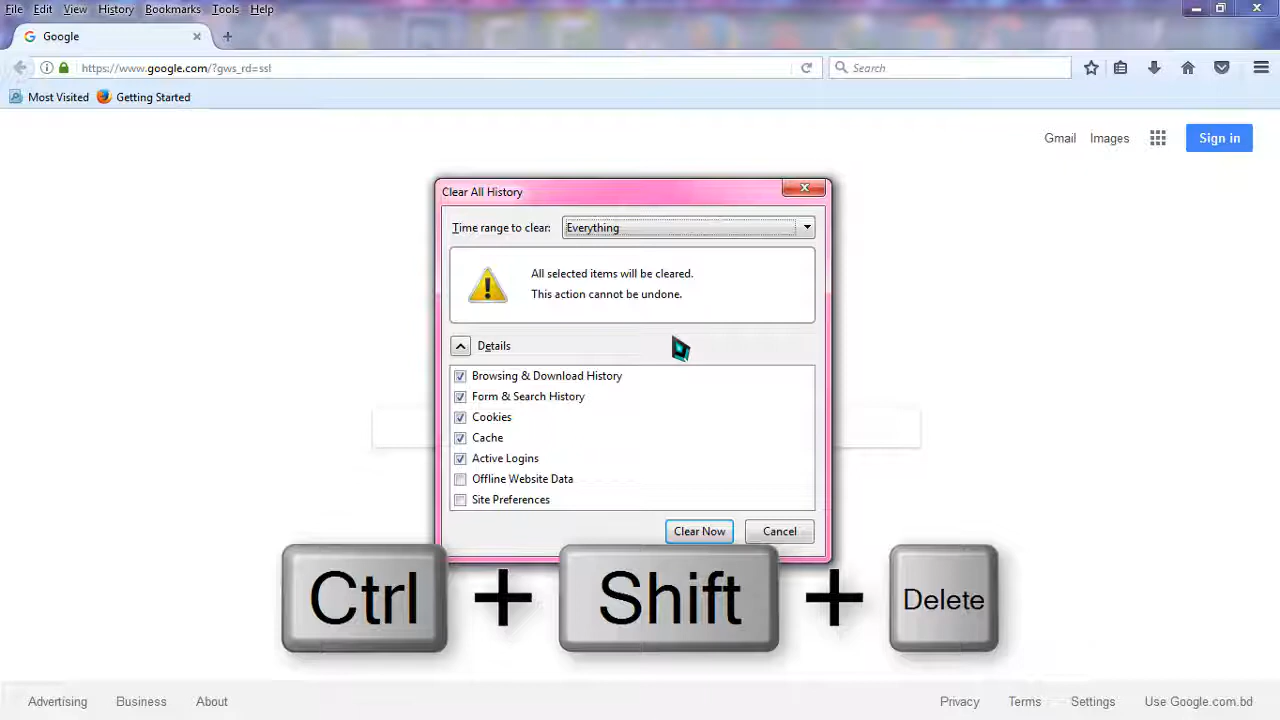 File Edit View History Bookmarks Tools Help
Google
https://www.google.com/?gws_rd=ssl
Search
Most Visited Getting Started
Gmail Images Sign in
Clear All History
Time range to clear: Everything
All selected items will be cleared.
This action cannot be undone.
Details
Browsing & Download History
Form & Search History
Cookies
Cache
Active Logins
Offline Website Data
Site Preferences
Clear Now Cancel
Ctrl + Shift + Delete
Advertising Business About Privacy Terms Settings Use Google.com.bd